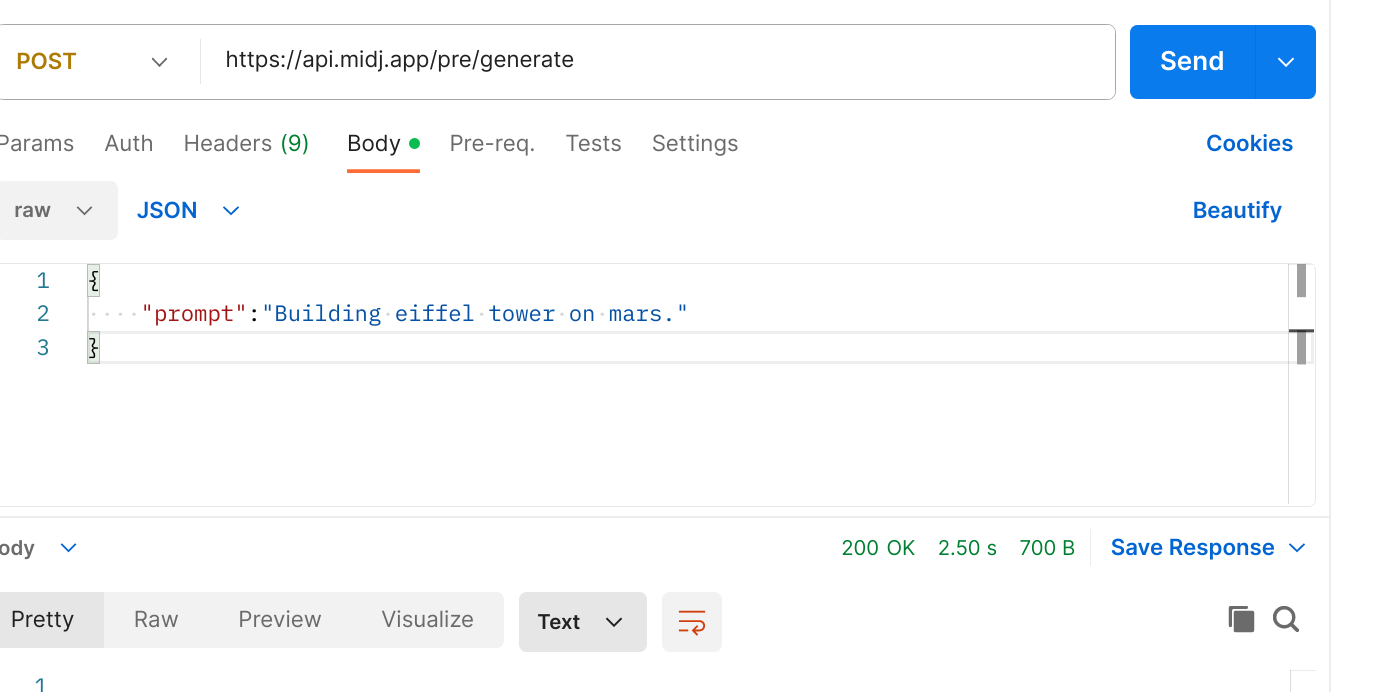 POST https://api.midj.app/pre/generate Send
Params Auth Headers (9) Body Pre-req. Tests Settings Cookies
raw JSON Beautify
1 {
2 "prompt":"Building eiffel tower on mars."
3 }
ody 200 OK 2.50 s 700 B Save Response
Pretty Raw Preview Visualize Text
1